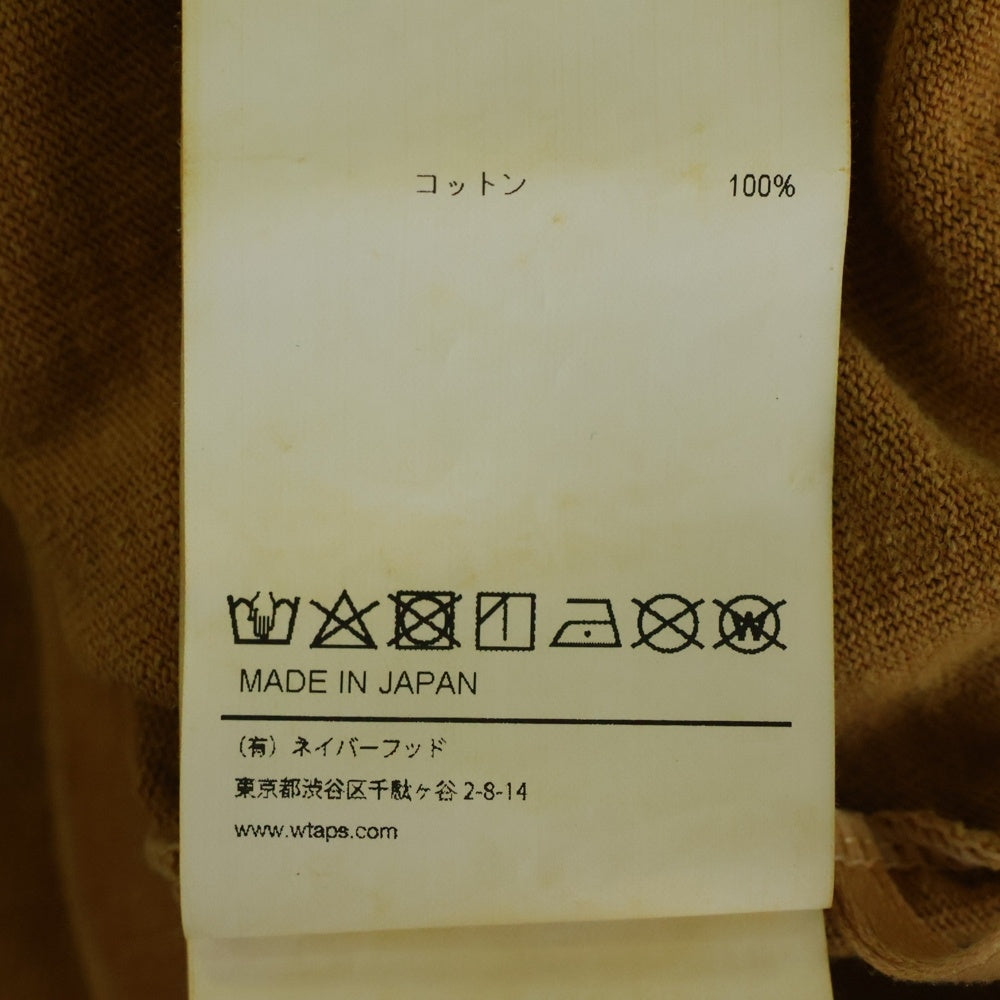 コットン 100%
MADE IN JAPAN
(有) ネイバーフッド
東京都渋谷区千駄ヶ谷 2-8-14
www.wtaps.com